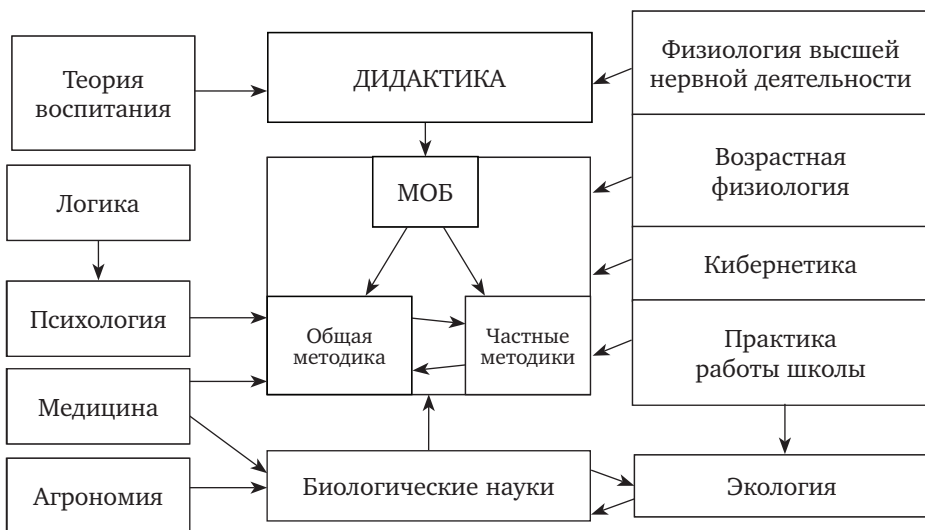 Теория
воспитания
ДИДАКТИКА
Физиология высшей
нервной деятельности
Логика
МОБ
Возрастная
физиология
Кибернетика
Психология
Общая
методика
Частные
методики
Практика
работы школы
Медицина
Агрономия
Биологические науки
Экология